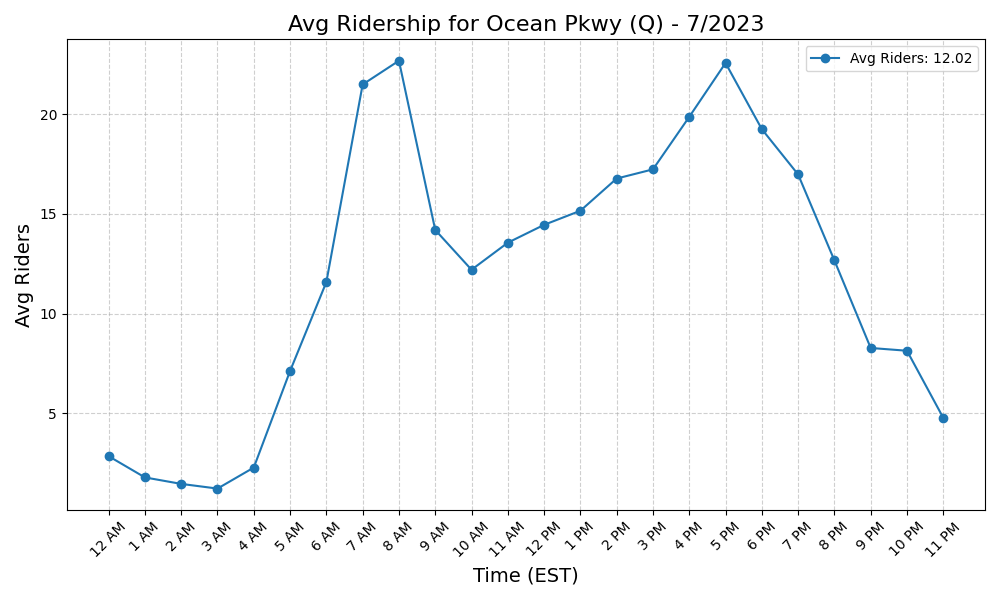 Avg Ridership for Ocean Pkwy (Q) - 7/2023
Avg Riders: 12.02
Avg Riders
20
15
10
5
12 AM
1 AM
2 AM
3 AM
4 AM
5 AM
6 AM
7 AM
8 AM
9 AM
10 AM
11 AM
12 PM
1 PM
2 PM
3 PM
4 PM
5 PM
6 PM
7 PM
8 PM
9 PM
10 PM
11 PM
Time (EST)